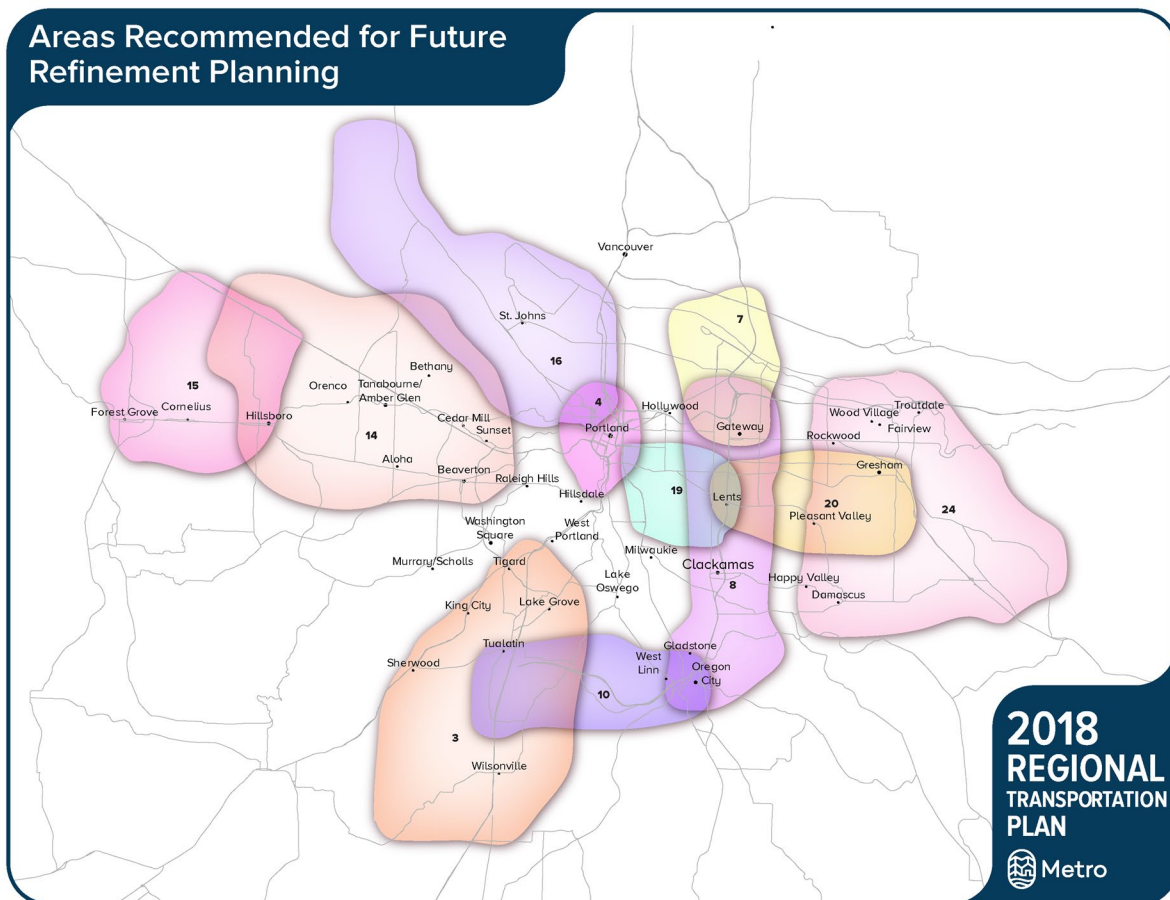 Areas Recommended for Future
Refinement Planning
Vancouver
St. Johns
7
16
Bethany
15
Orenco
Tanabourne/
Amber Glen
4
Hollywood
Forest Grove
Cornelius
Hillsboro
Cedar Mill
Sunset
Portland
Gateway
Wood Village
Troutdale
Fairview
Rockwood
14
Aloha
Beaverton
Raleigh Hills
Hillsdale
19
Lents
Gresham
20
Pleasant Valley
24
Washington
Square
West
Portland
Murrary/Scholls
Tigard
Milwaukie
Clackamas
8
Happy Valley
Damascus
Lake
Oswego
King City
Lake Grove
Tualatin
Sherwood
Gladstone
West
Linn
Oregon
City
10
3
Wilsonville
2018
REGIONAL
TRANSPORTATION
PLAN
Metro